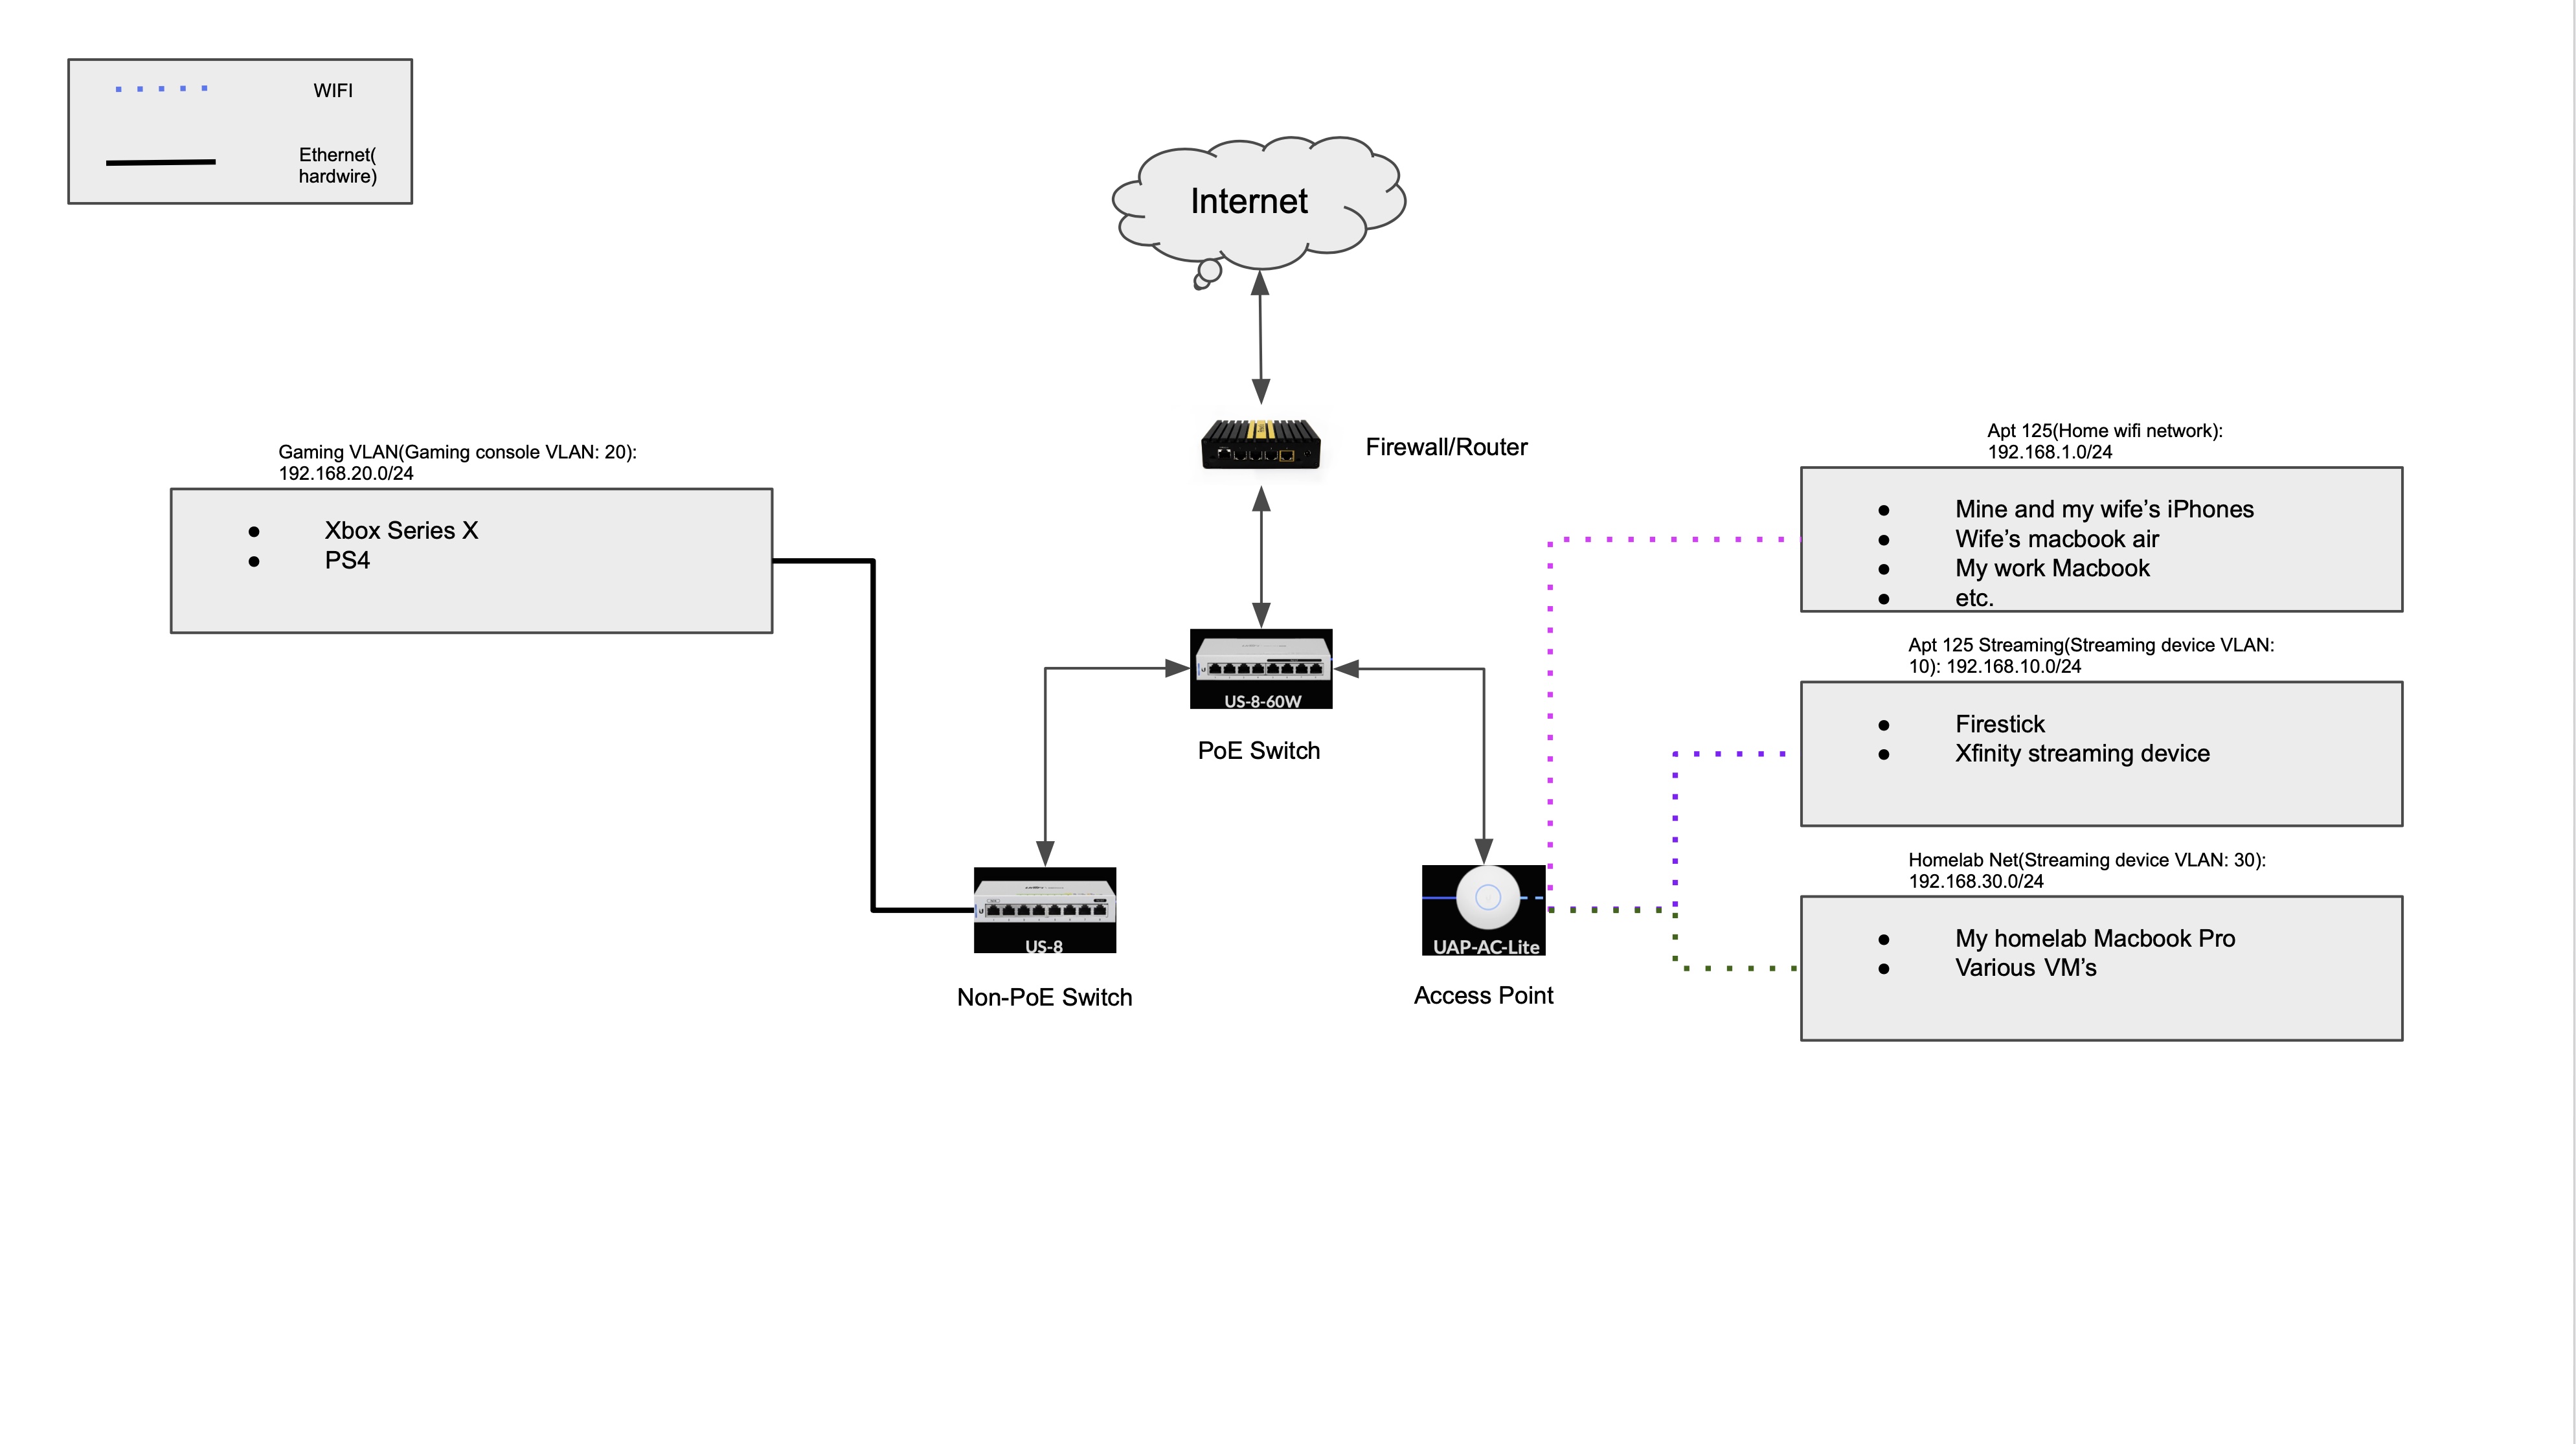 WIFI
Ethernet(
hardwire)
Internet
Firewall/Router
Gaming VLAN(Gaming console VLAN: 20):
192.168.20.0/24
● Xbox Series X
● PS4
Apt 125(Home wifi network):
192.168.1.0/24
● Mine and my wife’s iPhones
● Wife’s macbook air
● My work Macbook
● etc.
US-8-60W
PoE Switch
Apt 125 Streaming(Streaming device VLAN:
10): 192.168.10.0/24
● Firestick
● Xfinity streaming device
US-8
Non-PoE Switch
UAP-AC-Lite
Access Point
Homelab Net(Streaming device VLAN: 30):
192.168.30.0/24
● My homelab Macbook Pro
● Various VM’s